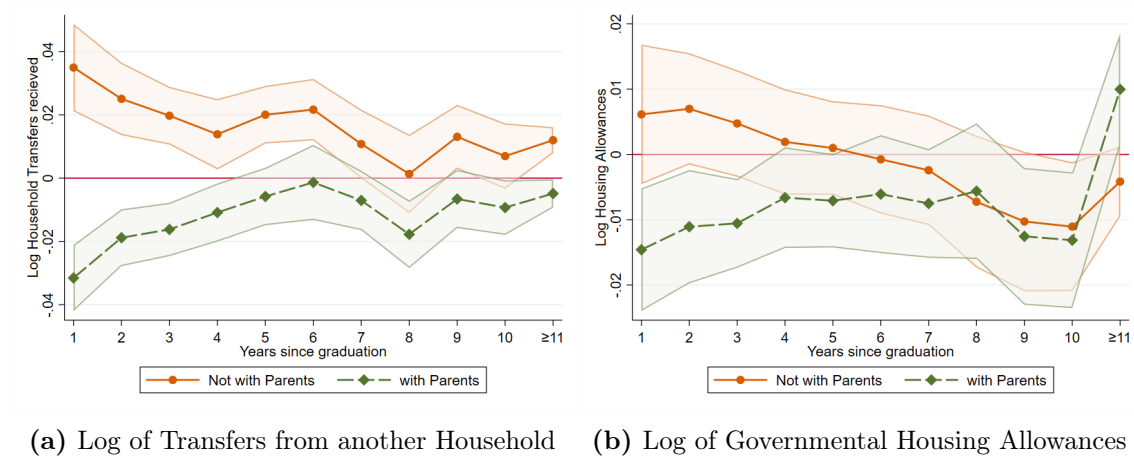 Log Household Transfers recieved
.04
.02
0
-.02
-.04
1 2 3 4 5 6 7 8 9 10 ≥11
Years since graduation
Not with Parents with Parents
(a) Log of Transfers from another Household
Log Housing Allowances
.02
.01
0
-.01
-.02
1 2 3 4 5 6 7 8 9 10 ≥11
Years since graduation
Not with Parents with Parents
(b) Log of Governmental Housing Allowances